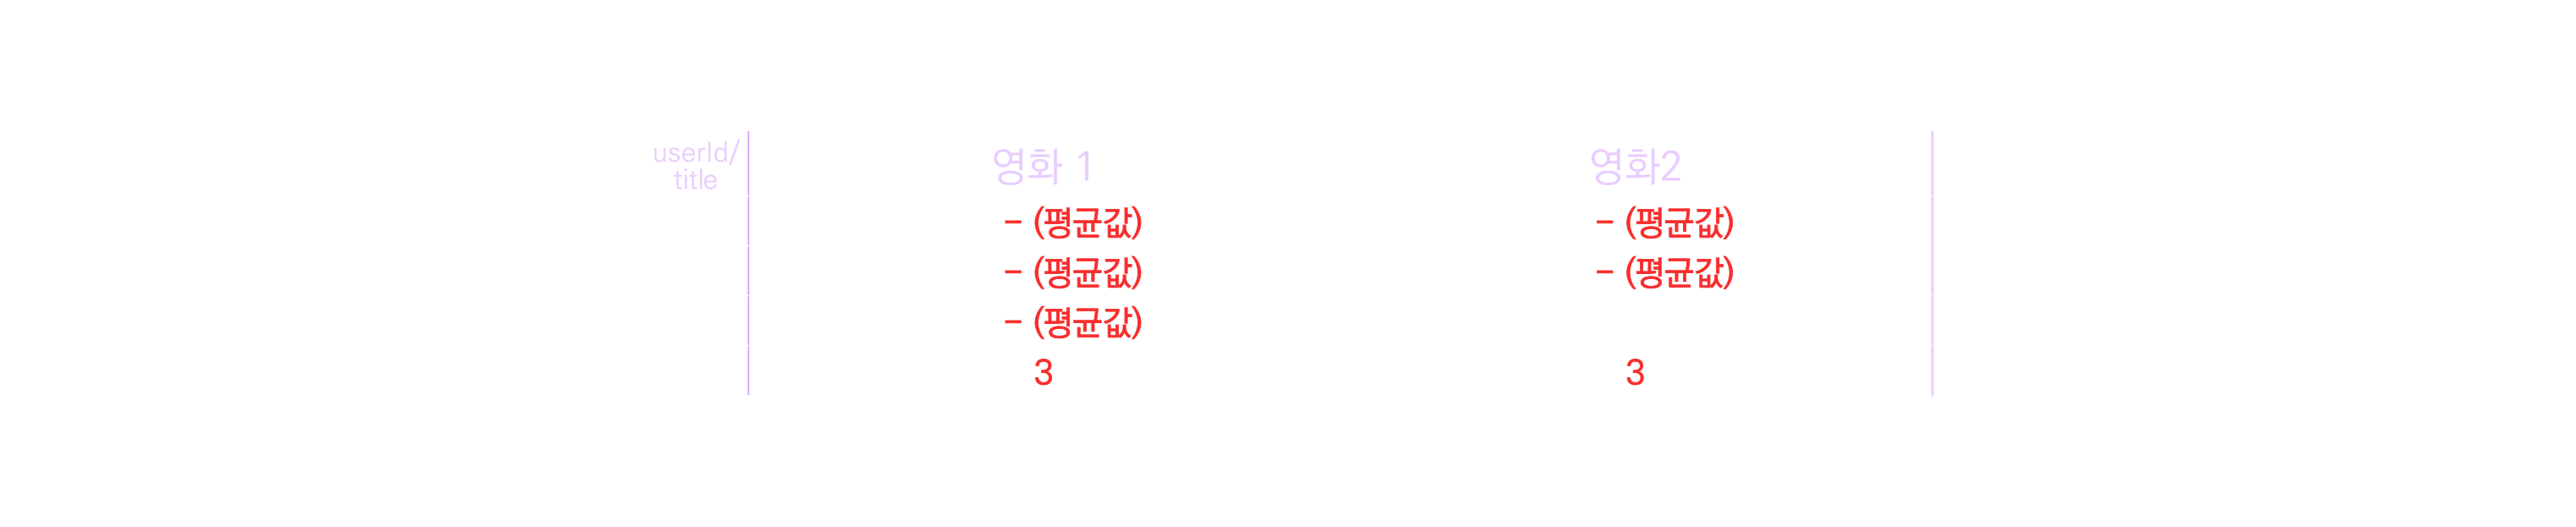 userId/
title
영화 1 영화2
- (평균값) - (평균값)
- (평균값) - (평균값)
- (평균값)
3 3